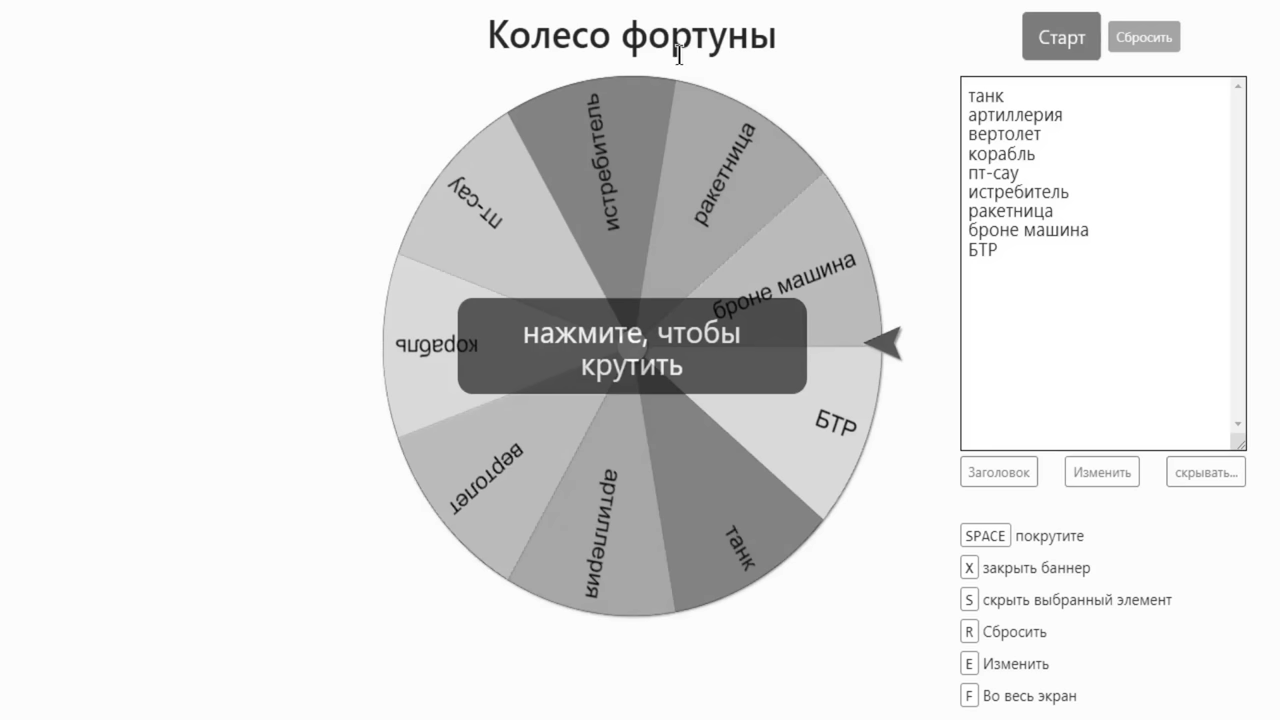 Колесо фортуны
Старт
Сбросить
истребитель
ракетница
броне машина
БТР
танк
артиллерия
вертолет
корабль
пт-сау
нажмите, чтобы
крутить
танк
артиллерия
вертолет
корабль
пт-сау
истребитель
ракетница
броне машина
БТР
Заголовок
Изменить
скрывать...
SPACE покрутите
X закрыть баннер
S скрыть выбранный элемент
R Сбросить
E Изменить
F Во весь экран